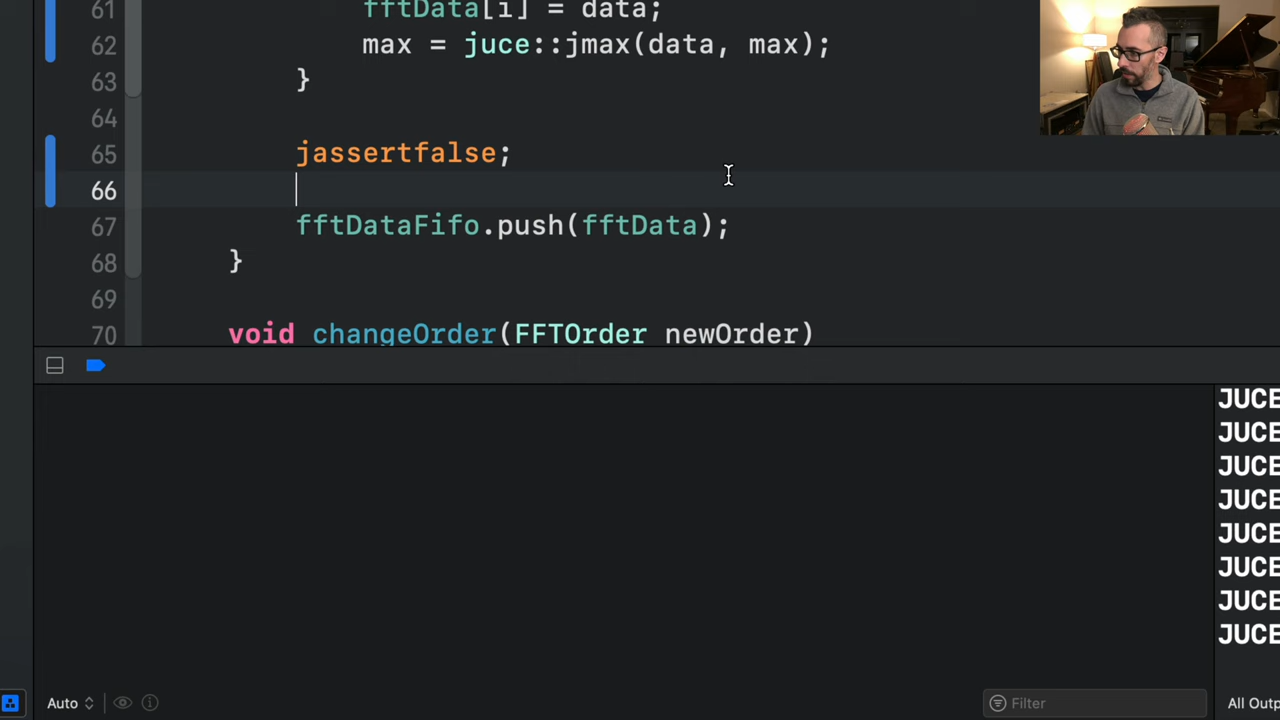 61 fftData[i] = data;
62 max = juce::jmax(data, max);
63 }
64
65 jassertfalse;
66
67 fftDataFifo.push(fftData);
68 }
69
70 void changeOrder(FFTOrder newOrder)
JUCE
JUCE
JUCE
JUCE
JUCE
JUCE
JUCE
JUCE
Auto
Filter
All Outp